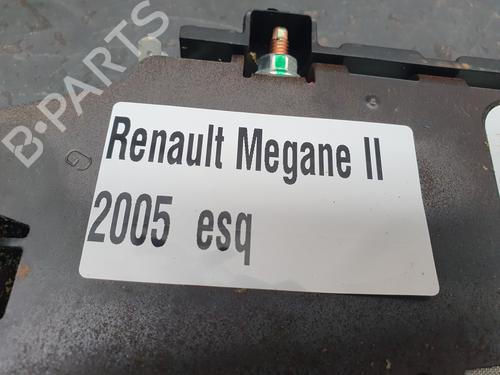 B-PARTS
Renault Megane II
2005 esq